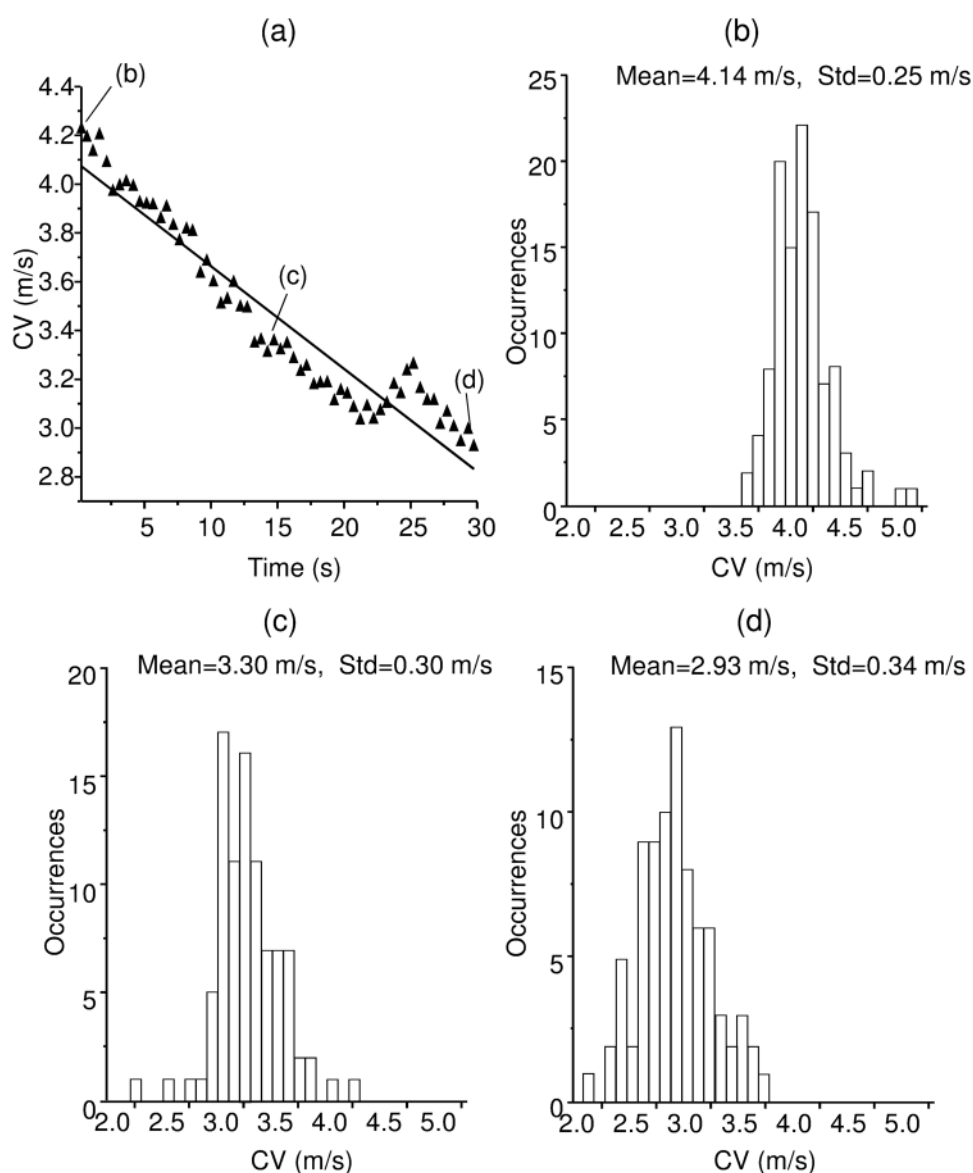 (a)
(b)
(c)
(d)
4.4
4.2
4.0
3.8
3.6
3.4
3.2
3.0
2.8
CV (m/s)
5 10 15 20 25 30
Time (s)
(b)
Mean=4.14 m/s, Std=0.25 m/s
25
20
15
10
5
0
Occurrences
2.0 2.5 3.0 3.5 4.0 4.5 5.0
CV (m/s)
(c)
Mean=3.30 m/s, Std=0.30 m/s
20
15
10
5
0
Occurrences
2.0 2.5 3.0 3.5 4.0 4.5 5.0
CV (m/s)
(d)
Mean=2.93 m/s, Std=0.34 m/s
15
10
5
0
Occurrences
2.0 2.5 3.0 3.5 4.0 4.5 5.0
CV (m/s)